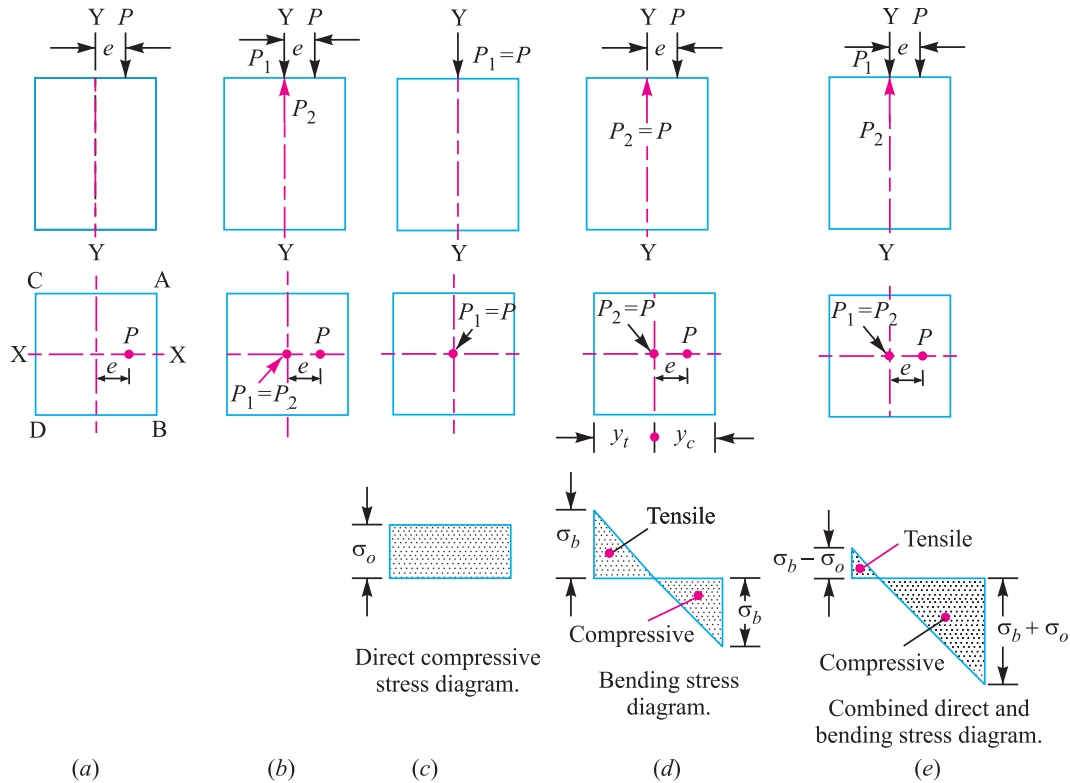 Y P
e
Y P
P1 e
P2
Y
P1 = P
Y P
e
P2 = P
Y P
P1 e
P2
Y
Y
Y
Y
Y
C A
X P X
e
D B
P
e
P1 = P2
P1 = P
P2 = P P
e
P1 = P2 P
e
yt yc
σo
Direct compressive
stress diagram.
σb
Tensile
σb
Compressive
Bending stress
diagram.
σb – σo
Tensile
σb + σo
Compressive
Combined direct and
bending stress diagram.
(a) (b) (c) (d) (e)